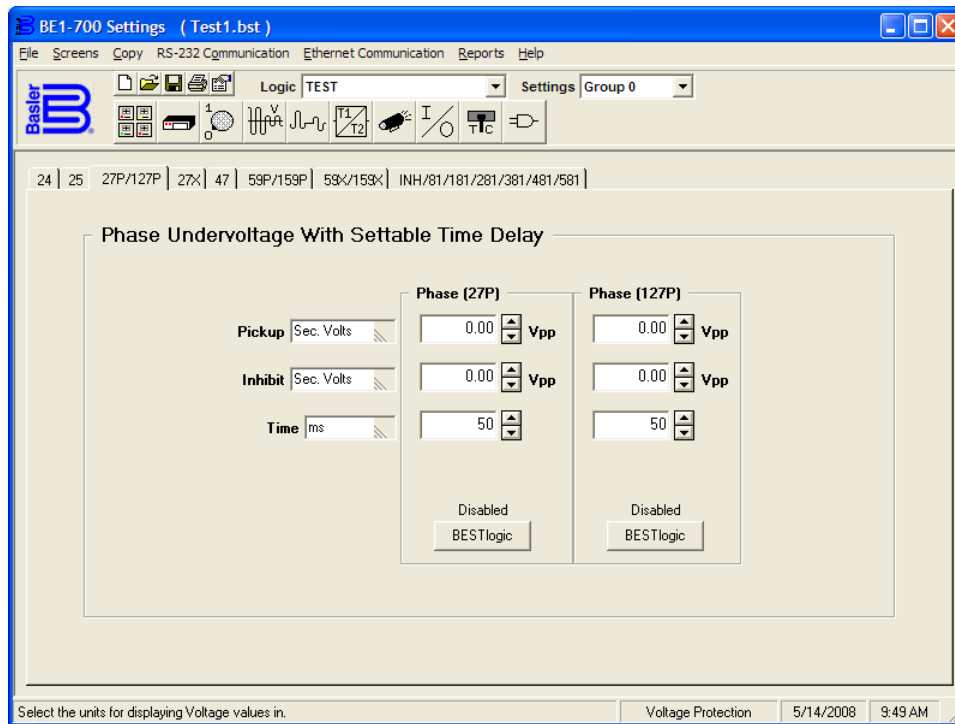 BE1-700 Settings ( Test1.bst )
File Screens Copy RS-232 Communication Ethernet Communication Reports Help
Basler
Logic TEST Settings Group 0
1 0 V T1 T2 I O T C
24 25 27P/127P 27X 47 59P/159P 59X/159X INH/81/181/281/381/481/581
Phase Undervoltage With Settable Time Delay
Phase (27P) Phase (127P)
Pickup Sec. Volts 0.00 Vpp 0.00 Vpp
Inhibit Sec. Volts 0.00 Vpp 0.00 Vpp
Time ms 50 50
Disabled Disabled
BESTlogic BESTlogic
Select the units for displaying Voltage values in. Voltage Protection 5/14/2008 9:49 AM